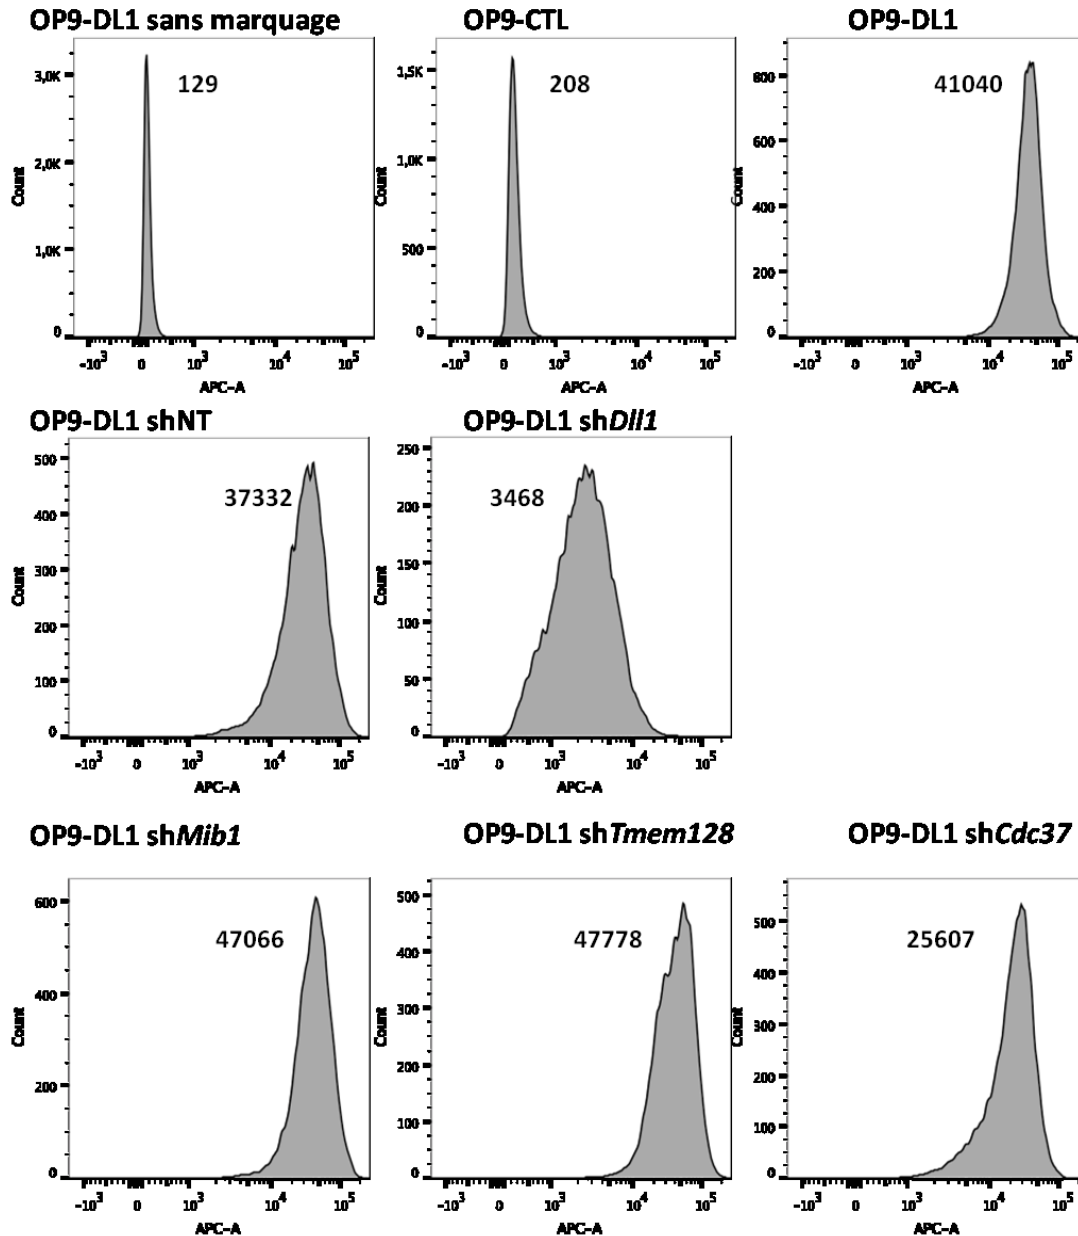 OP9-DL1 sans marquage
129
3,0K
2,0K
1,0K
0
Count
-10³ 0 10³ 10⁴ 10⁵
APC-A
OP9-CTL
208
1,5K
1,0K
500
0
Count
-10³ 0 10³ 10⁴ 10⁵
APC-A
OP9-DL1
41040
800
600
400
200
0
Count
-10³ 0 10³ 10⁴ 10⁵
APC-A
OP9-DL1 shNT
37332
500
400
300
200
100
0
Count
-10³ 0 10³ 10⁴ 10⁵
APC-A
OP9-DL1 shDll1
3468
250
200
150
100
50
0
Count
-10³ 0 10³ 10⁴ 10⁵
APC-A
OP9-DL1 shMib1
47066
600
400
200
0
Count
-10³ 0 10³ 10⁴ 10⁵
APC-A
OP9-DL1 shTmem128
47778
500
400
300
200
100
0
Count
-10³ 0 10³ 10⁴ 10⁵
APC-A
OP9-DL1 shCdc37
25607
500
400
300
200
100
0
Count
-10³ 0 10³ 10⁴ 10⁵
APC-A